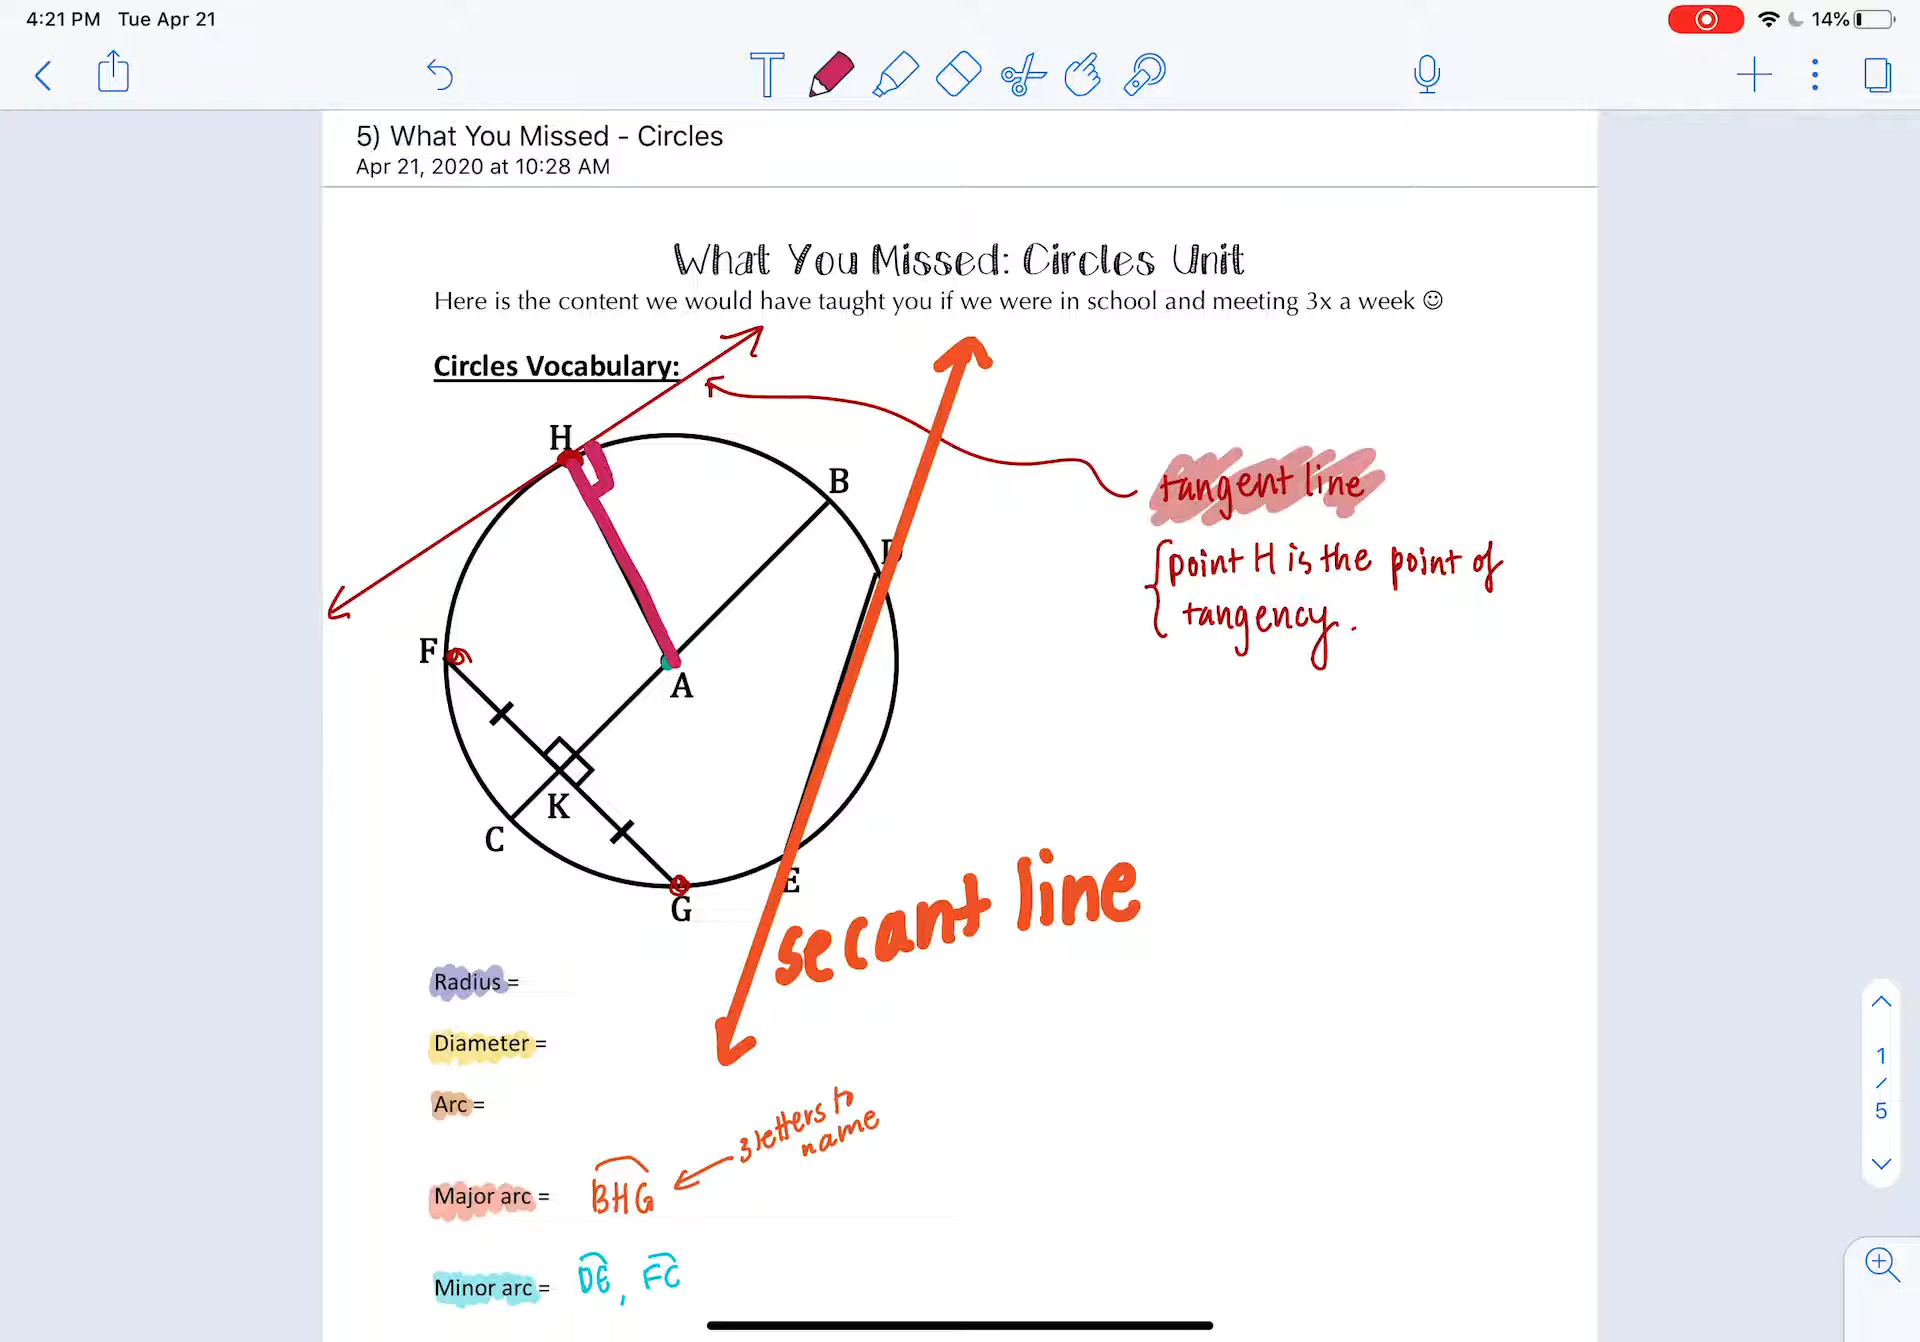 4:21 PM Tue Apr 21
14%
5) What You Missed - Circles
Apr 21, 2020 at 10:28 AM
What You Missed: Circles Unit
Here is the content we would have taught you if we were in school and meeting 3x a week ☺
Circles Vocabulary:
H
B
tangent line
D
point H is the point of
tangency.
F
A
K
C
E
G
secant line
Radius =
Diameter =
Arc =
3 letters to
name
Major arc = BHG
Minor arc = DE, FC
1
/
5